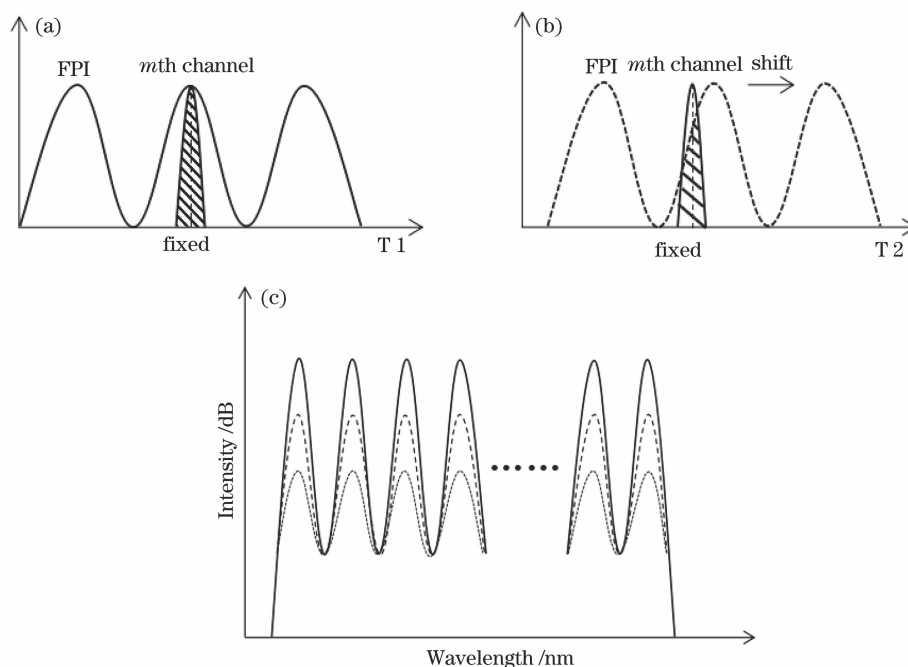 (a)
FPI
mth channel
fixed
T 1
(b)
FPI mth channel shift
fixed
T 2
(c)
Intensity /dB
Wavelength /nm